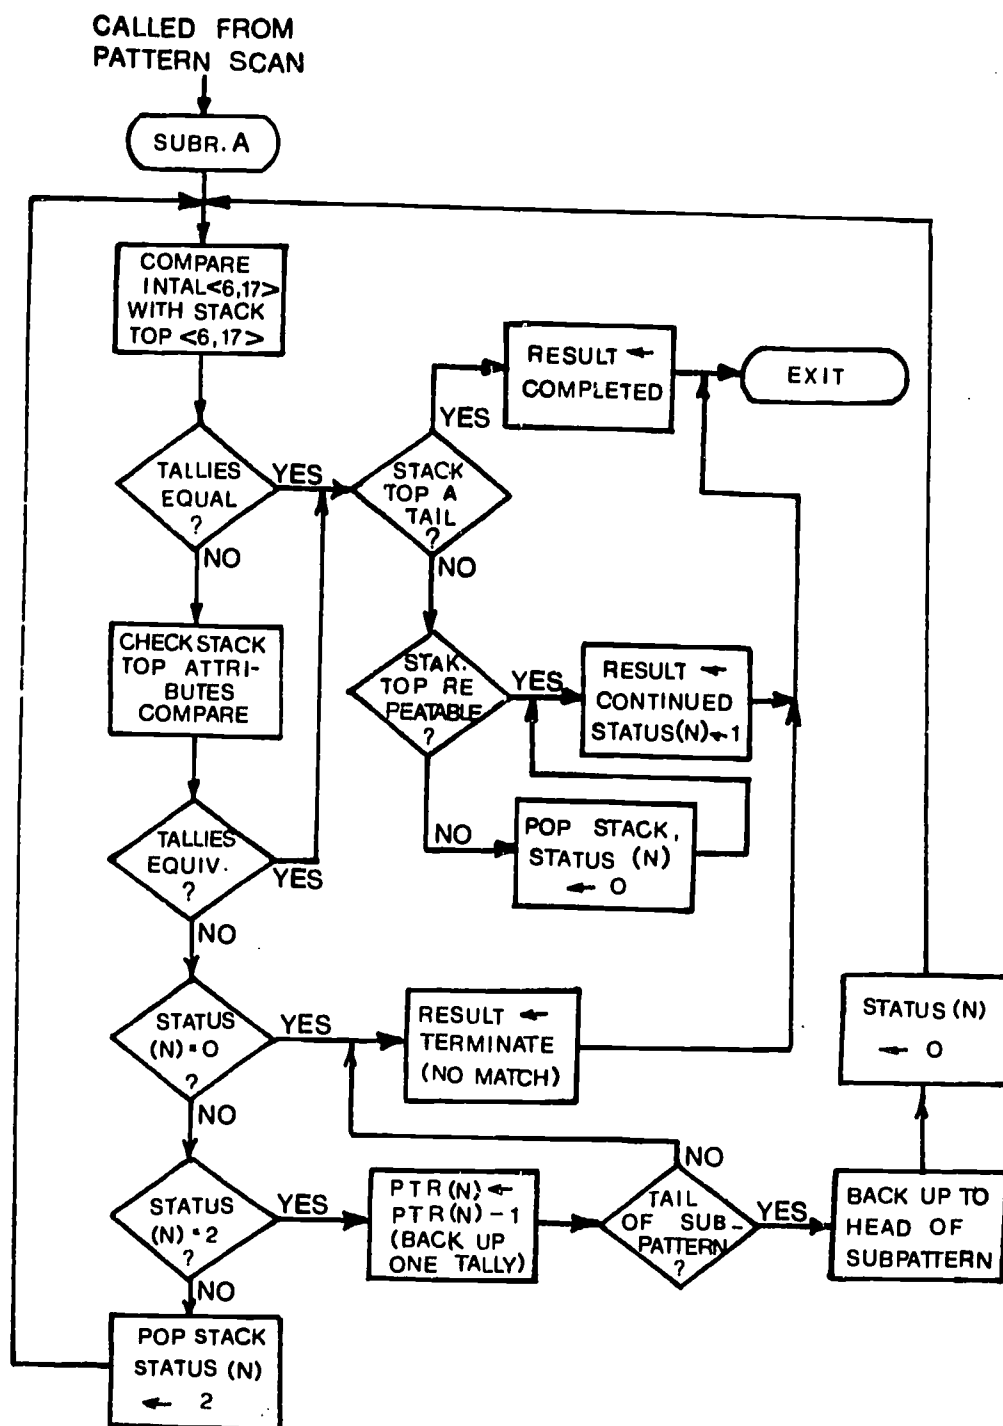 CALLED FROM
PATTERN SCAN
SUBR. A
COMPARE
INTAL<6,17>
WITH STACK
TOP <6,17>
TALLIES
EQUAL
?
YES
NO
STACK
TOP A
TAIL
?
YES
NO
RESULT ←
COMPLETED
EXIT
CHECK STACK
TOP ATTRI-
BUTES
COMPARE
STAK.
TOP RE
PEATABLE
?
YES
NO
RESULT ←
CONTINUED
STATUS(N)←1
POP STACK,
STATUS (N)
← 0
TALLIES
EQUIV.
?
YES
NO
STATUS
(N)=0
?
YES
NO
RESULT ←
TERMINATE
(NO MATCH)
STATUS (N)
← 0
STATUS
(N)=2
?
YES
NO
PTR(N) ←
PTR(N)-1
(BACK UP
ONE TALLY)
TAIL
OF SUB-
PATTERN
?
NO
YES
BACK UP TO
HEAD OF
SUBPATTERN
POP STACK
STATUS (N)
← 2